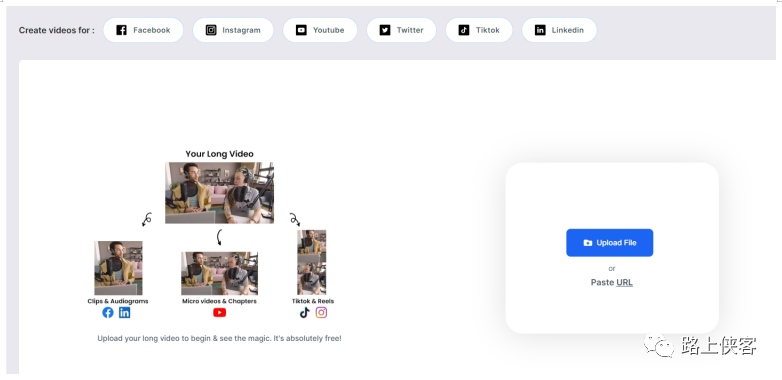 Create videos for : Facebook Instagram Youtube Twitter Tiktok Linkedin
Your Long Video
Clips & Audiograms Micro videos & Chapters Tiktok & Reels
Upload your long video to begin & see the magic. It's absolutely free!
Upload File
or
Paste URL
路上侠客